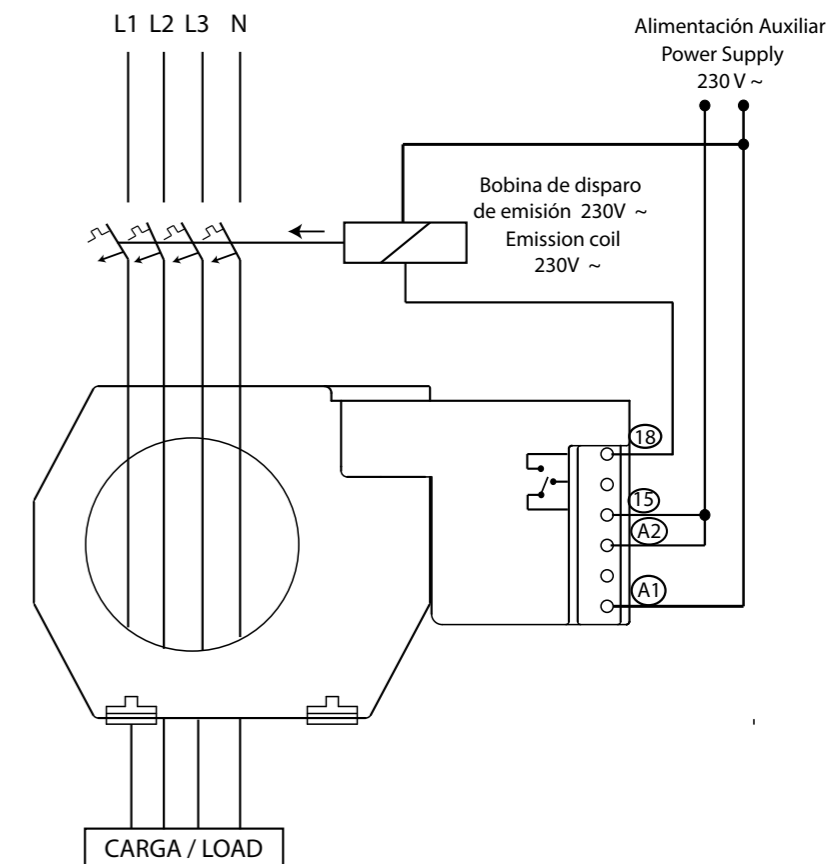 L1 L2 L3 N
Alimentación Auxiliar
Power Supply
230 V ~
Bobina de disparo
de emisión 230V ~
Emission coil
230V ~
18
15
A2
A1
CARGA / LOAD